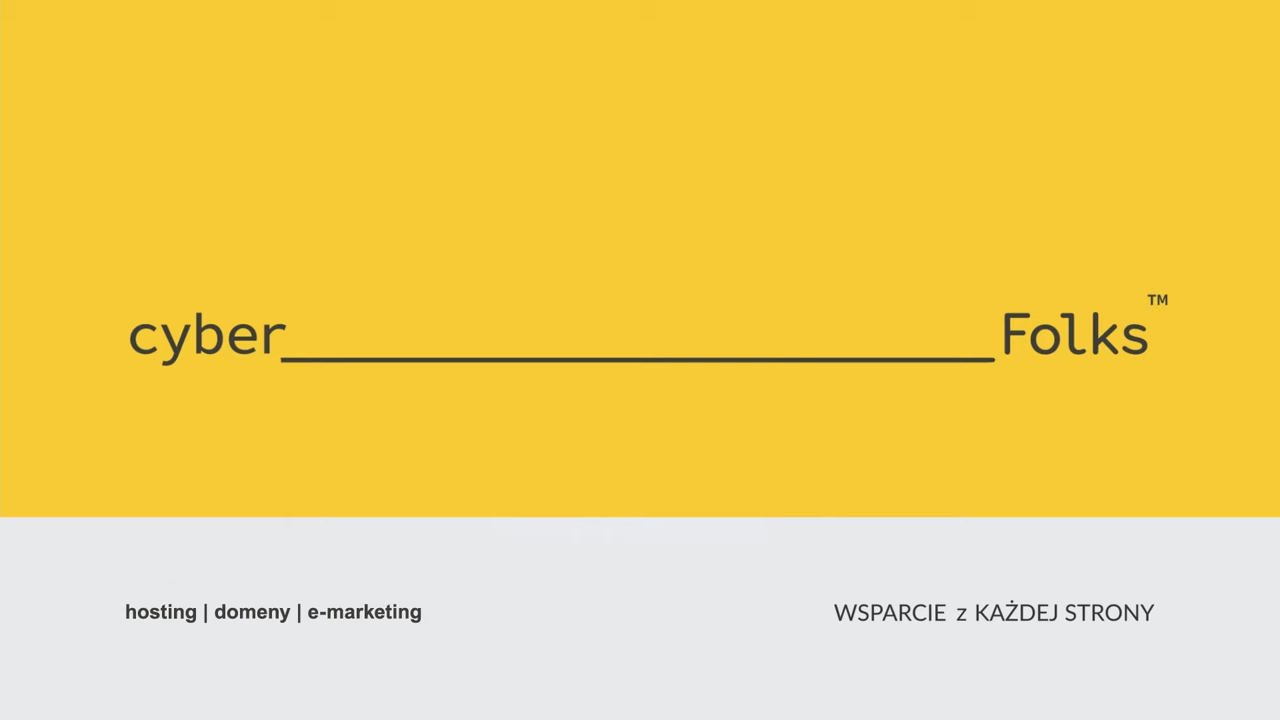 cyber_Folks™
hosting | domeny | e-marketing
WSPARCIE z KAŻDEJ STRONY